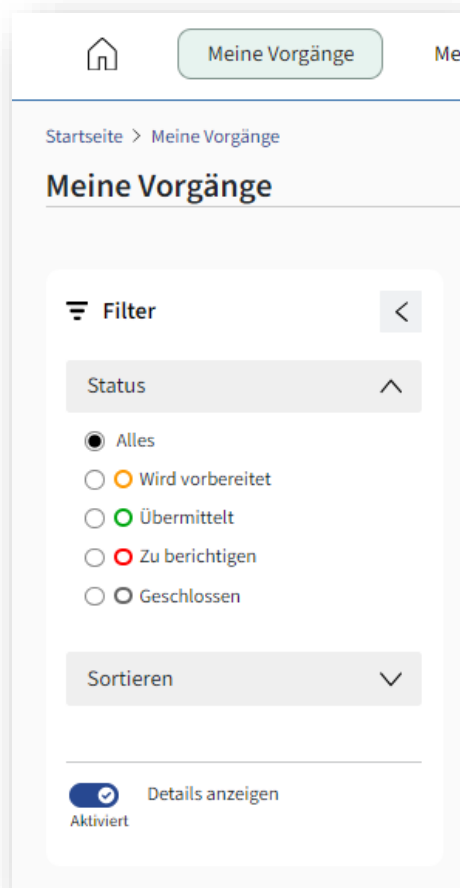 Meine Vorgänge Me
Startseite > Meine Vorgänge
Meine Vorgänge
Filter
Status
Alles
Wird vorbereitet
Übermittelt
Zu berichtigen
Geschlossen
Sortieren
Details anzeigen
Aktiviert